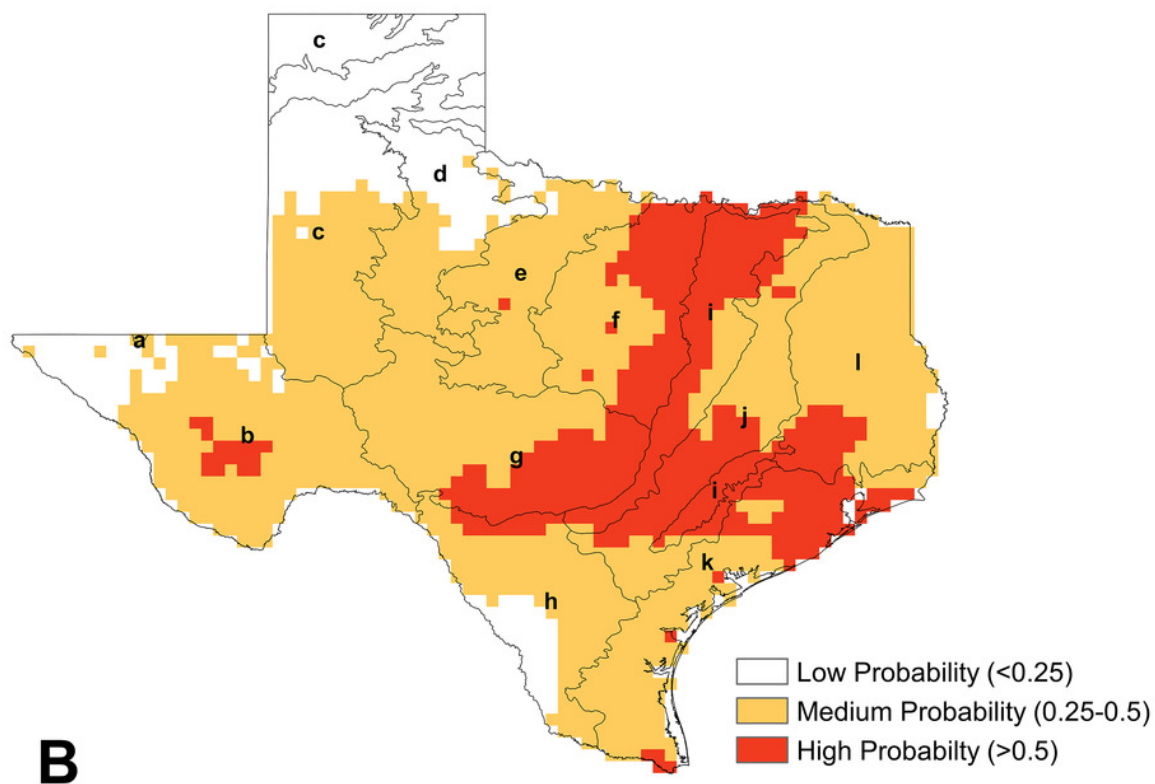 c
d
c
e
a
f
i
l
b
j
g
i
k
h
Low Probability (<0.25)
Medium Probability (0.25-0.5)
High Probabilty (>0.5)
B